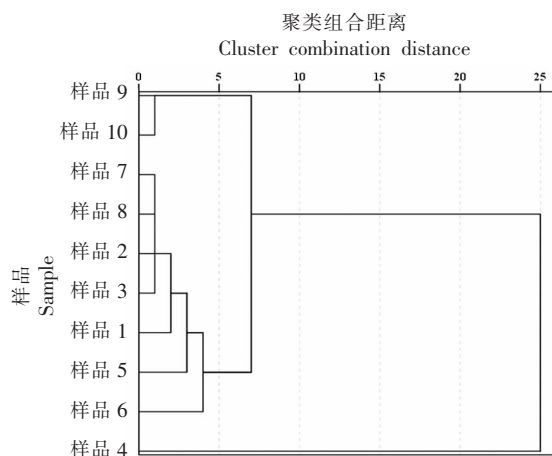 聚类组合距离
Cluster combination distance
0 5 10 15 20 25
样品 9
样品 10
样品 7
样品 8
样品 2
样品 3
样品 1
样品 5
样品 6
样品 4
样品
Sample